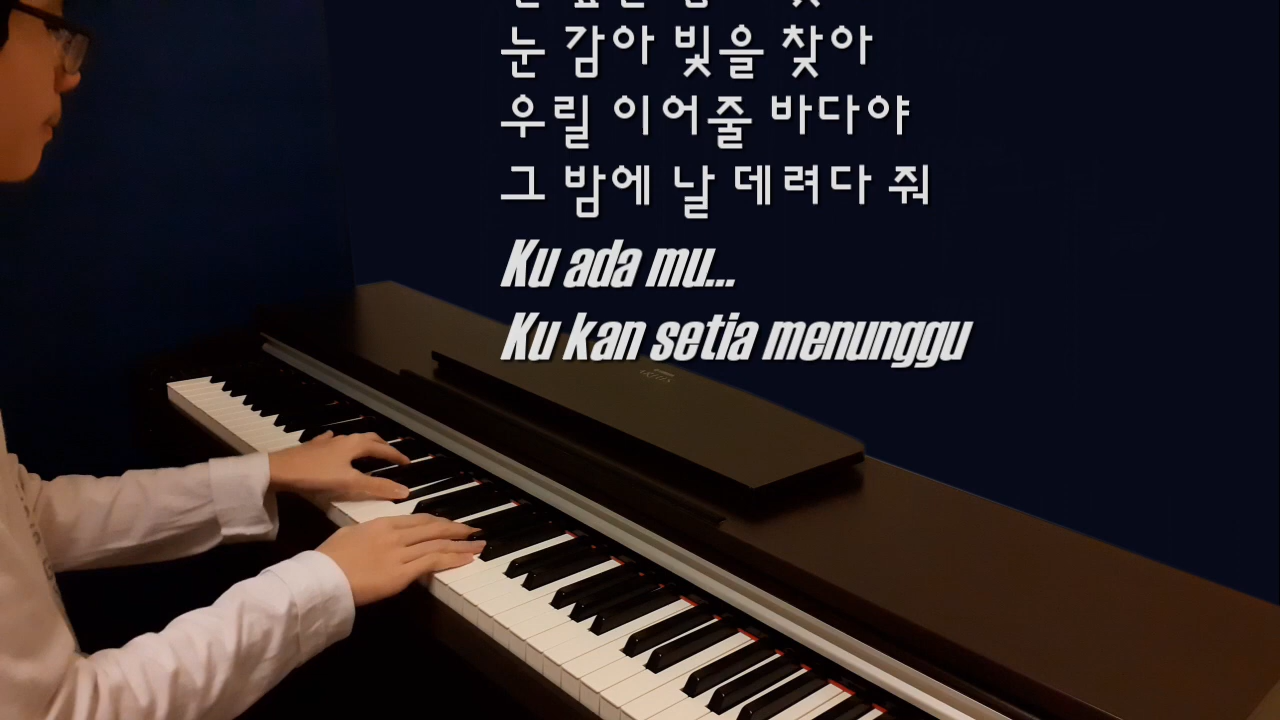 눈 감아 빛을 찾아
우릴 이어줄 바다야
그 밤에 날 데려다 줘
Ku ada mu...
Ku kan setia menunggu